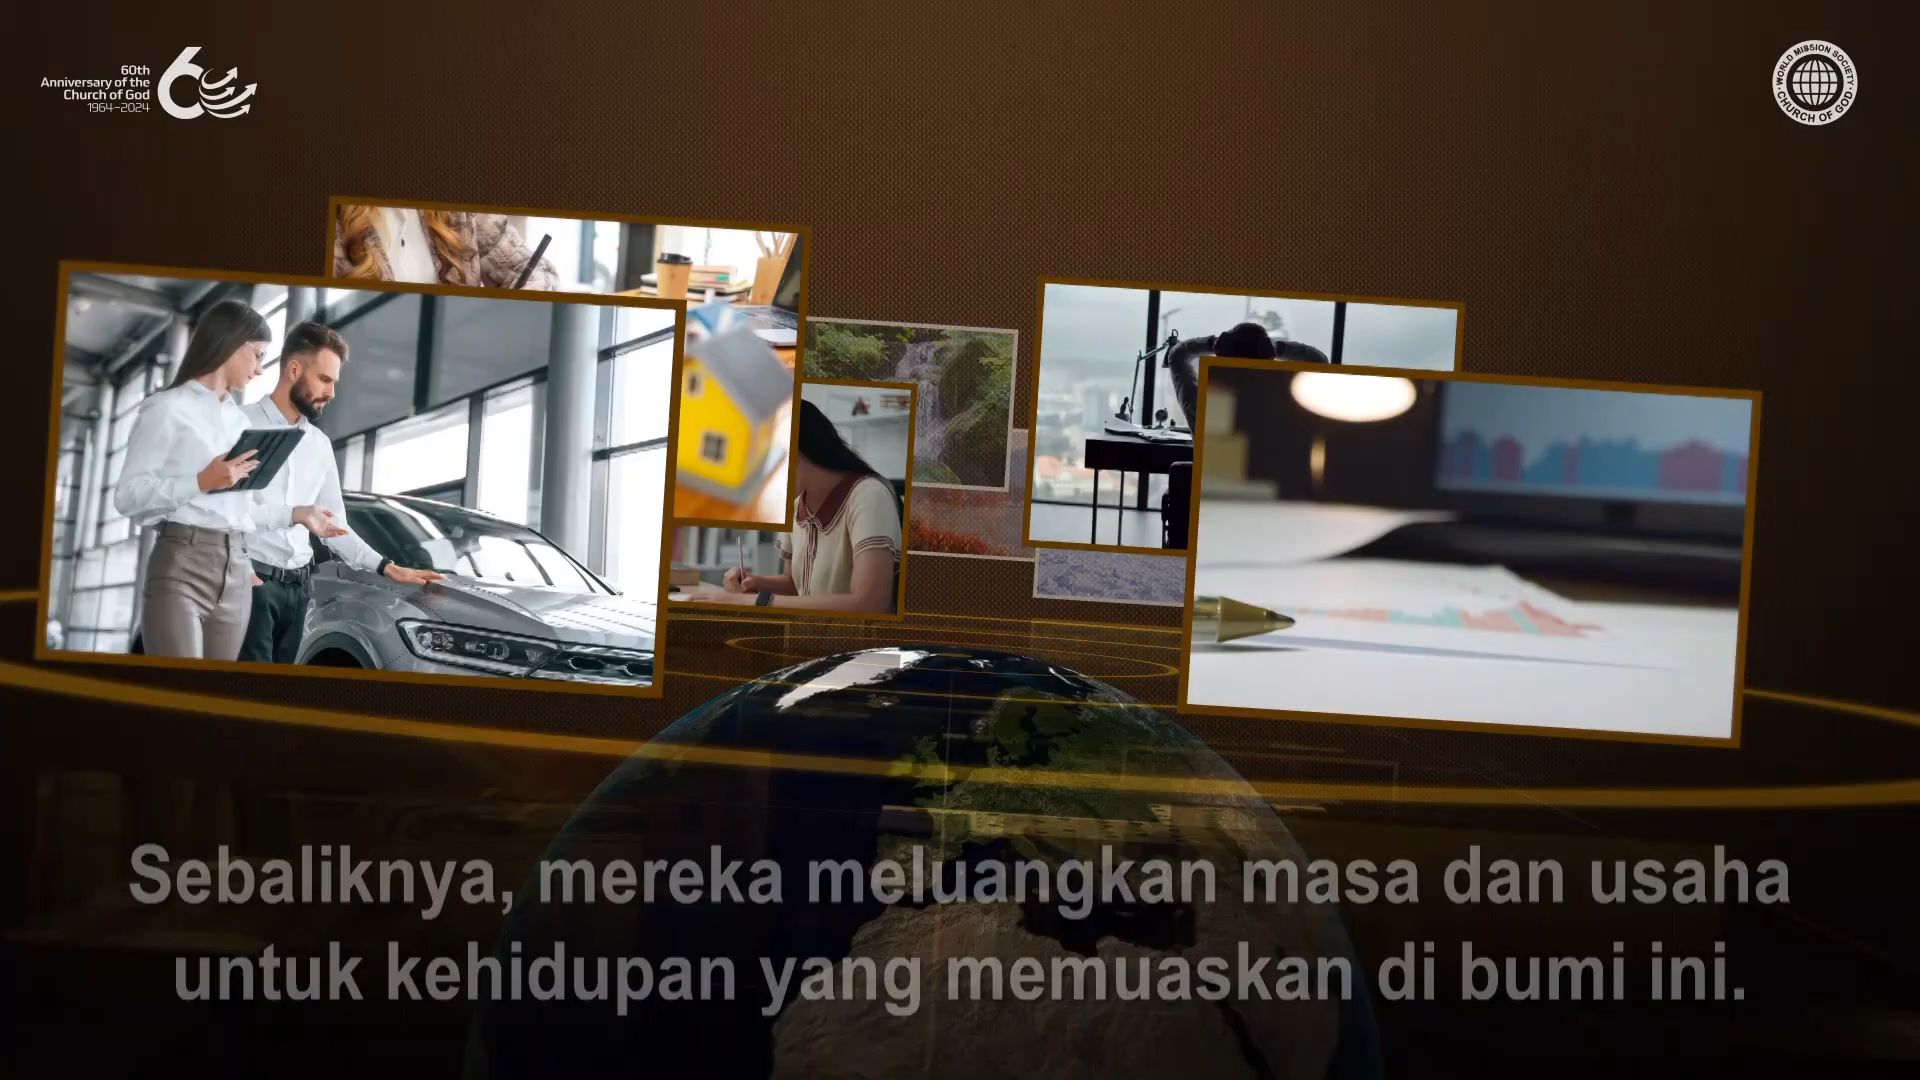 60th
Anniversary of the
Church of God
1964–2024
WORLD MISSION SOCIETY
CHURCH OF GOD
Sebaliknya, mereka meluangkan masa dan usaha
untuk kehidupan yang memuaskan di bumi ini.